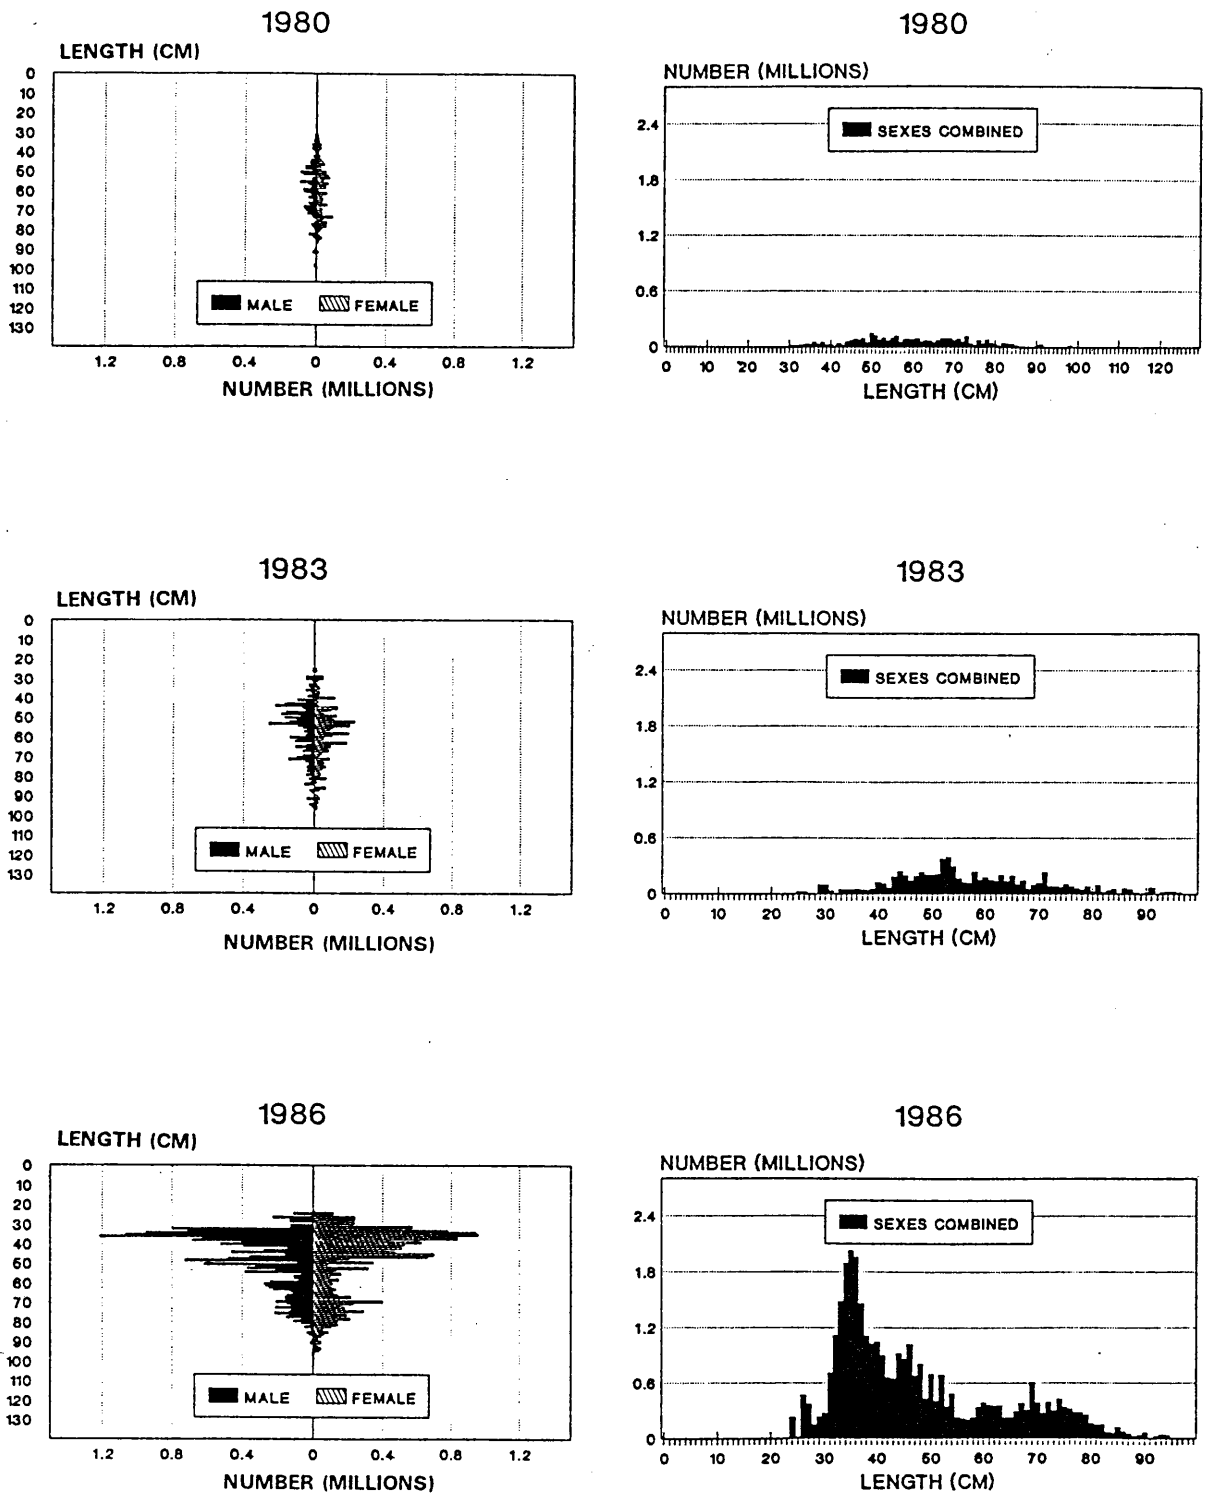 1980
LENGTH (CM)
0
10
20
30
40
50
60
70
80
90
100
110
120
130
MALE FEMALE
1.2 0.8 0.4 0 0.4 0.8 1.2
NUMBER (MILLIONS)
1980
NUMBER (MILLIONS)
2.4
1.8
1.2
0.6
0
SEXES COMBINED
0 10 20 30 40 50 60 70 80 90 100 110 120
LENGTH (CM)
1983
LENGTH (CM)
0
10
20
30
40
50
60
70
80
90
100
110
120
130
MALE FEMALE
1.2 0.8 0.4 0 0.4 0.8 1.2
NUMBER (MILLIONS)
1983
NUMBER (MILLIONS)
2.4
1.8
1.2
0.6
0
SEXES COMBINED
0 10 20 30 40 50 60 70 80 90
LENGTH (CM)
1986
LENGTH (CM)
0
10
20
30
40
50
60
70
80
90
100
110
120
130
MALE FEMALE
1.2 0.8 0.4 0 0.4 0.8 1.2
NUMBER (MILLIONS)
1986
NUMBER (MILLIONS)
2.4
1.8
1.2
0.6
0
SEXES COMBINED
0 10 20 30 40 50 60 70 80 90
LENGTH (CM)